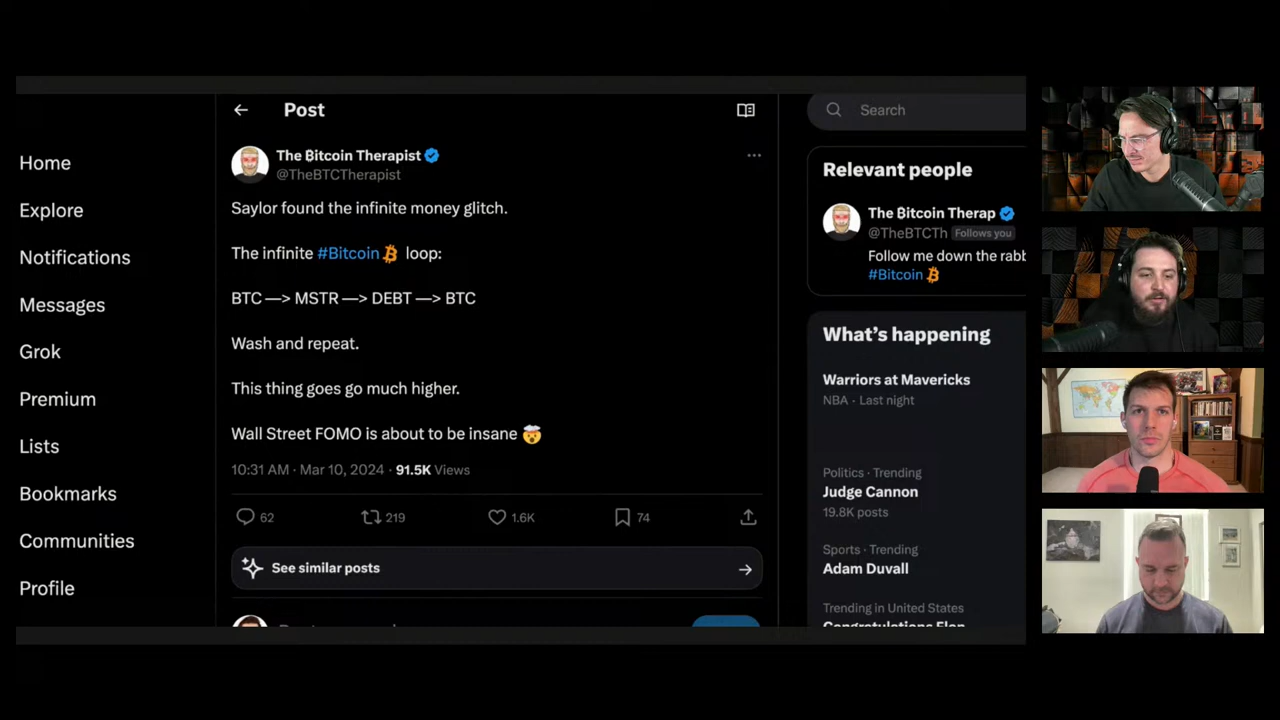 Post
Search
Home
Explore
Notifications
Messages
Grok
Premium
Lists
Bookmarks
Communities
Profile
The ₿itcoin Therapist
@TheBTCTherapist
Saylor found the infinite money glitch.
The infinite #Bitcoin loop:
BTC —> MSTR —> DEBT —> BTC
Wash and repeat.
This thing goes go much higher.
Wall Street FOMO is about to be insane 🤯
10:31 AM · Mar 10, 2024 · 91.5K Views
62 219 1.6K 74
See similar posts
Relevant people
The ₿itcoin Therap
@TheBTCTh Follows you
Follow me down the rabb
#Bitcoin
What's happening
Warriors at Mavericks
NBA · Last night
Politics · Trending
Judge Cannon
19.8K posts
Sports · Trending
Adam Duvall
Trending in United States